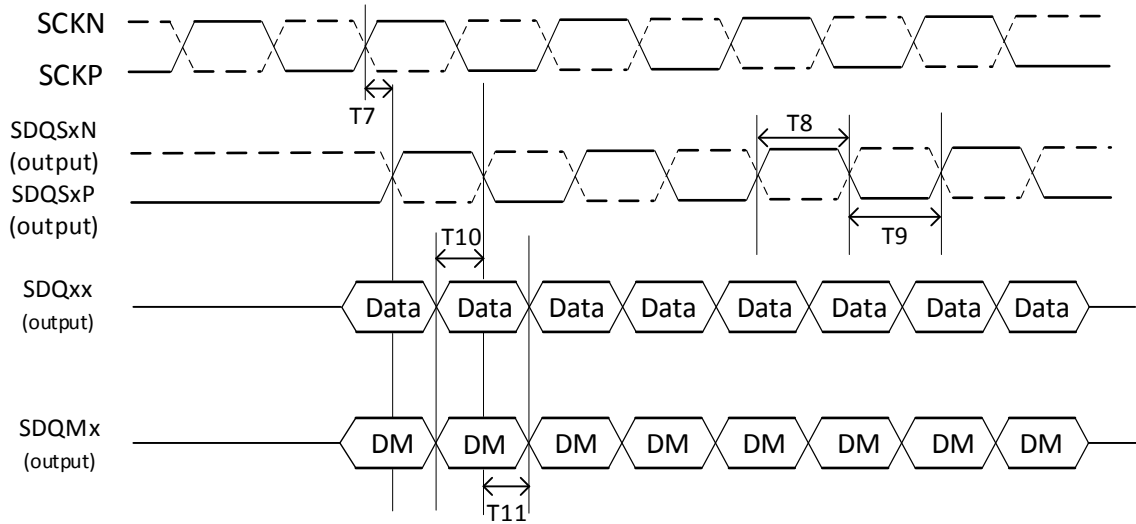 SCKN
SCKP
T7
SDQSxN
(output)
SDQSxP
(output)
T8
T9
T10
SDQxx
(output)
Data Data Data Data Data Data Data Data
SDQMx
(output)
DM DM DM DM DM DM DM DM
T11